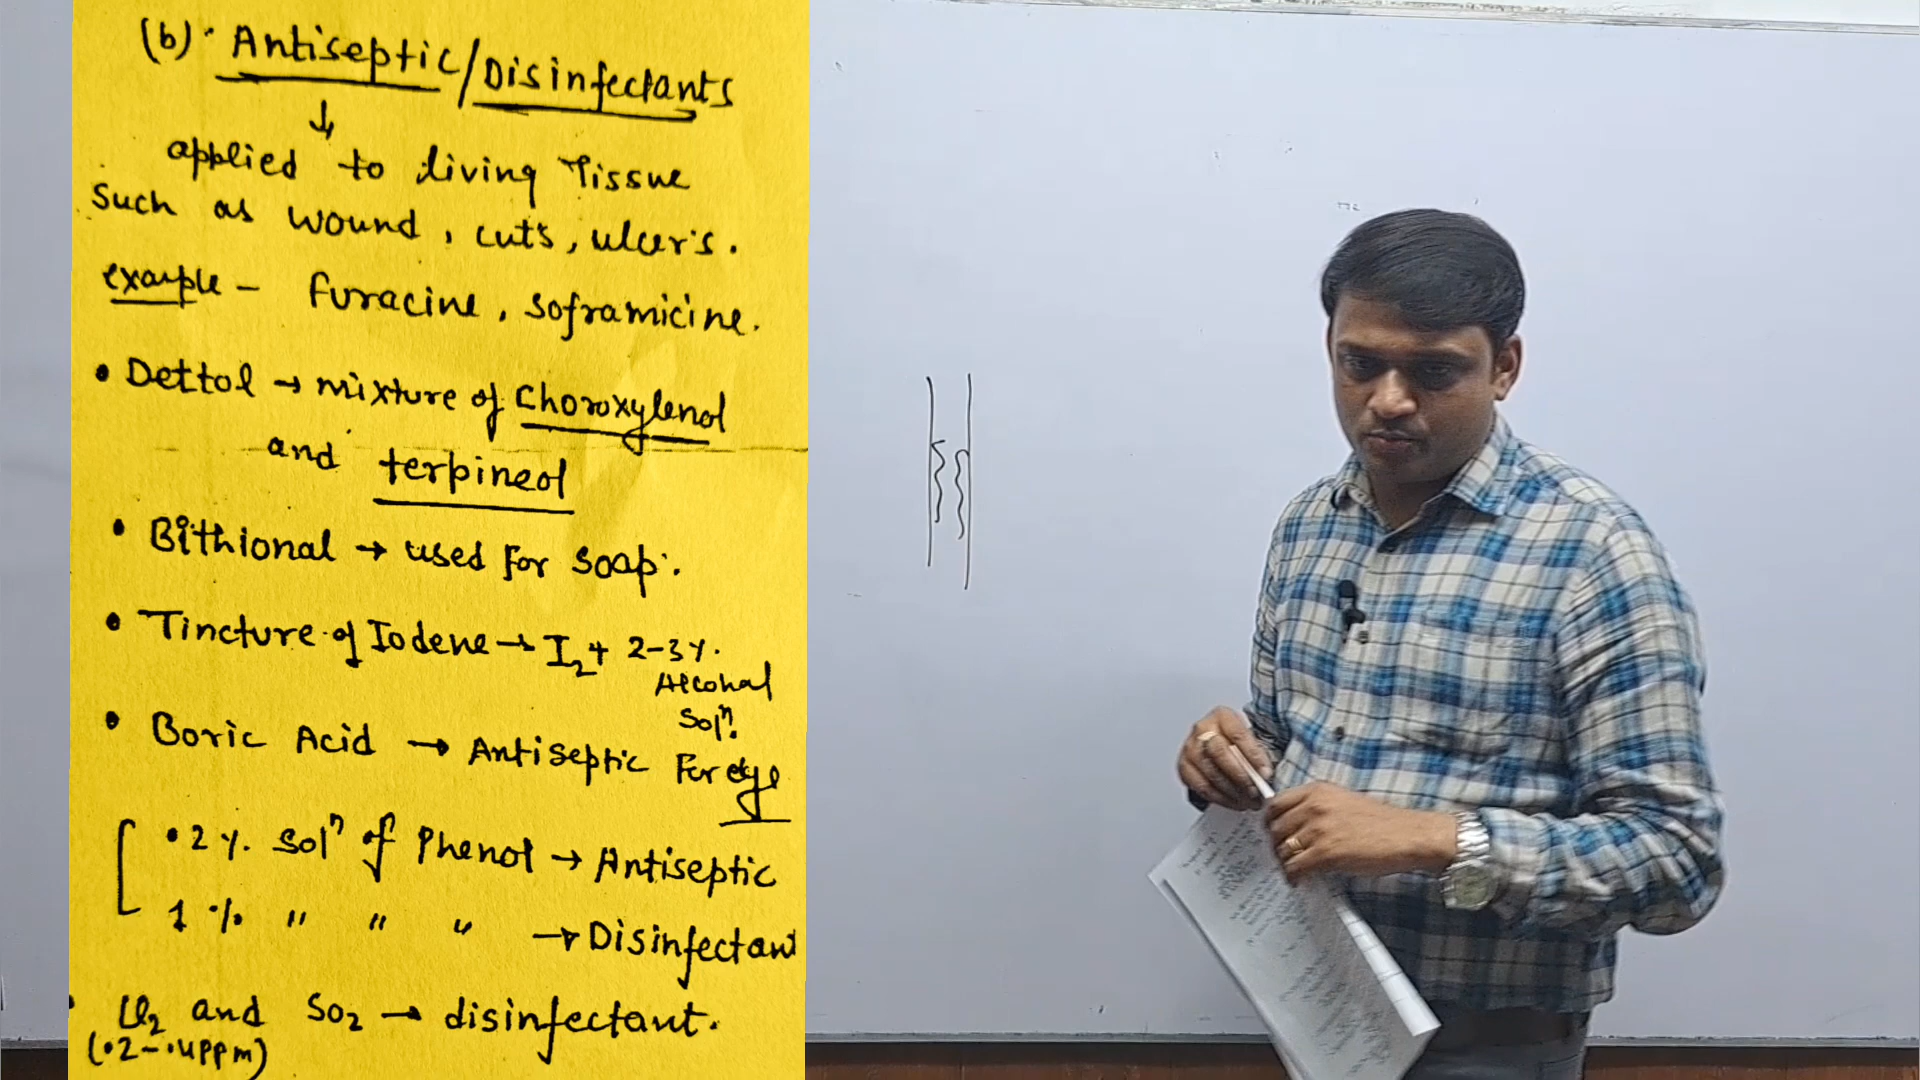 (b) Antiseptic/Disinfectants
↓
applied to living Tissue
Such as wound, cuts, ulcer's.
example - furacine, soframicine.
• Dettol → mixture of Choroxylenol
and terpineol
• Bithional → used for soap.
• Tincture of Iodene → I₂ + 2-3%.
Alcohal
Solⁿ.
• Boric Acid → Antiseptic For eye
•2%. Solⁿ of Phenol → Antiseptic
1 % " " " → Disinfectant
• Cl₂ and SO₂ → disinfectant.
(•2-•4ppm)